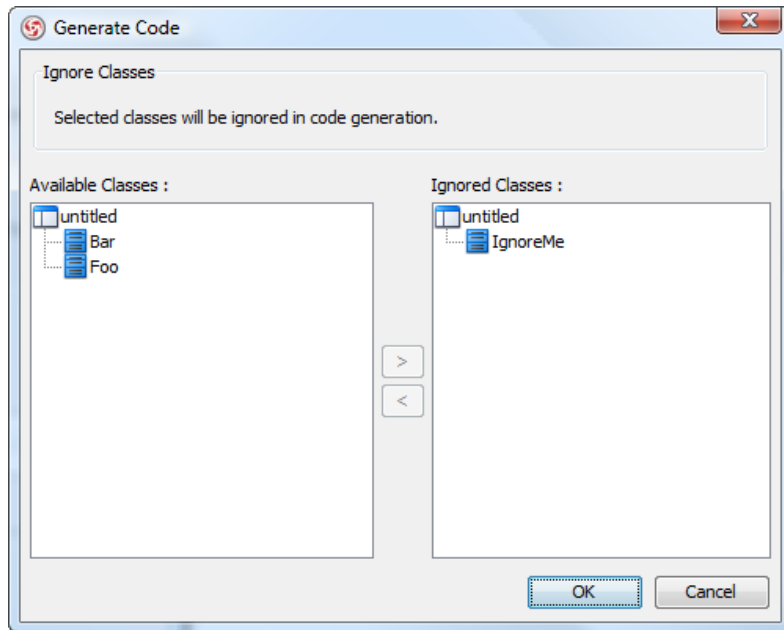 Generate Code
Ignore Classes
Selected classes will be ignored in code generation.
Available Classes :
untitled
Bar
Foo
>
<
Ignored Classes :
untitled
IgnoreMe
OK
Cancel